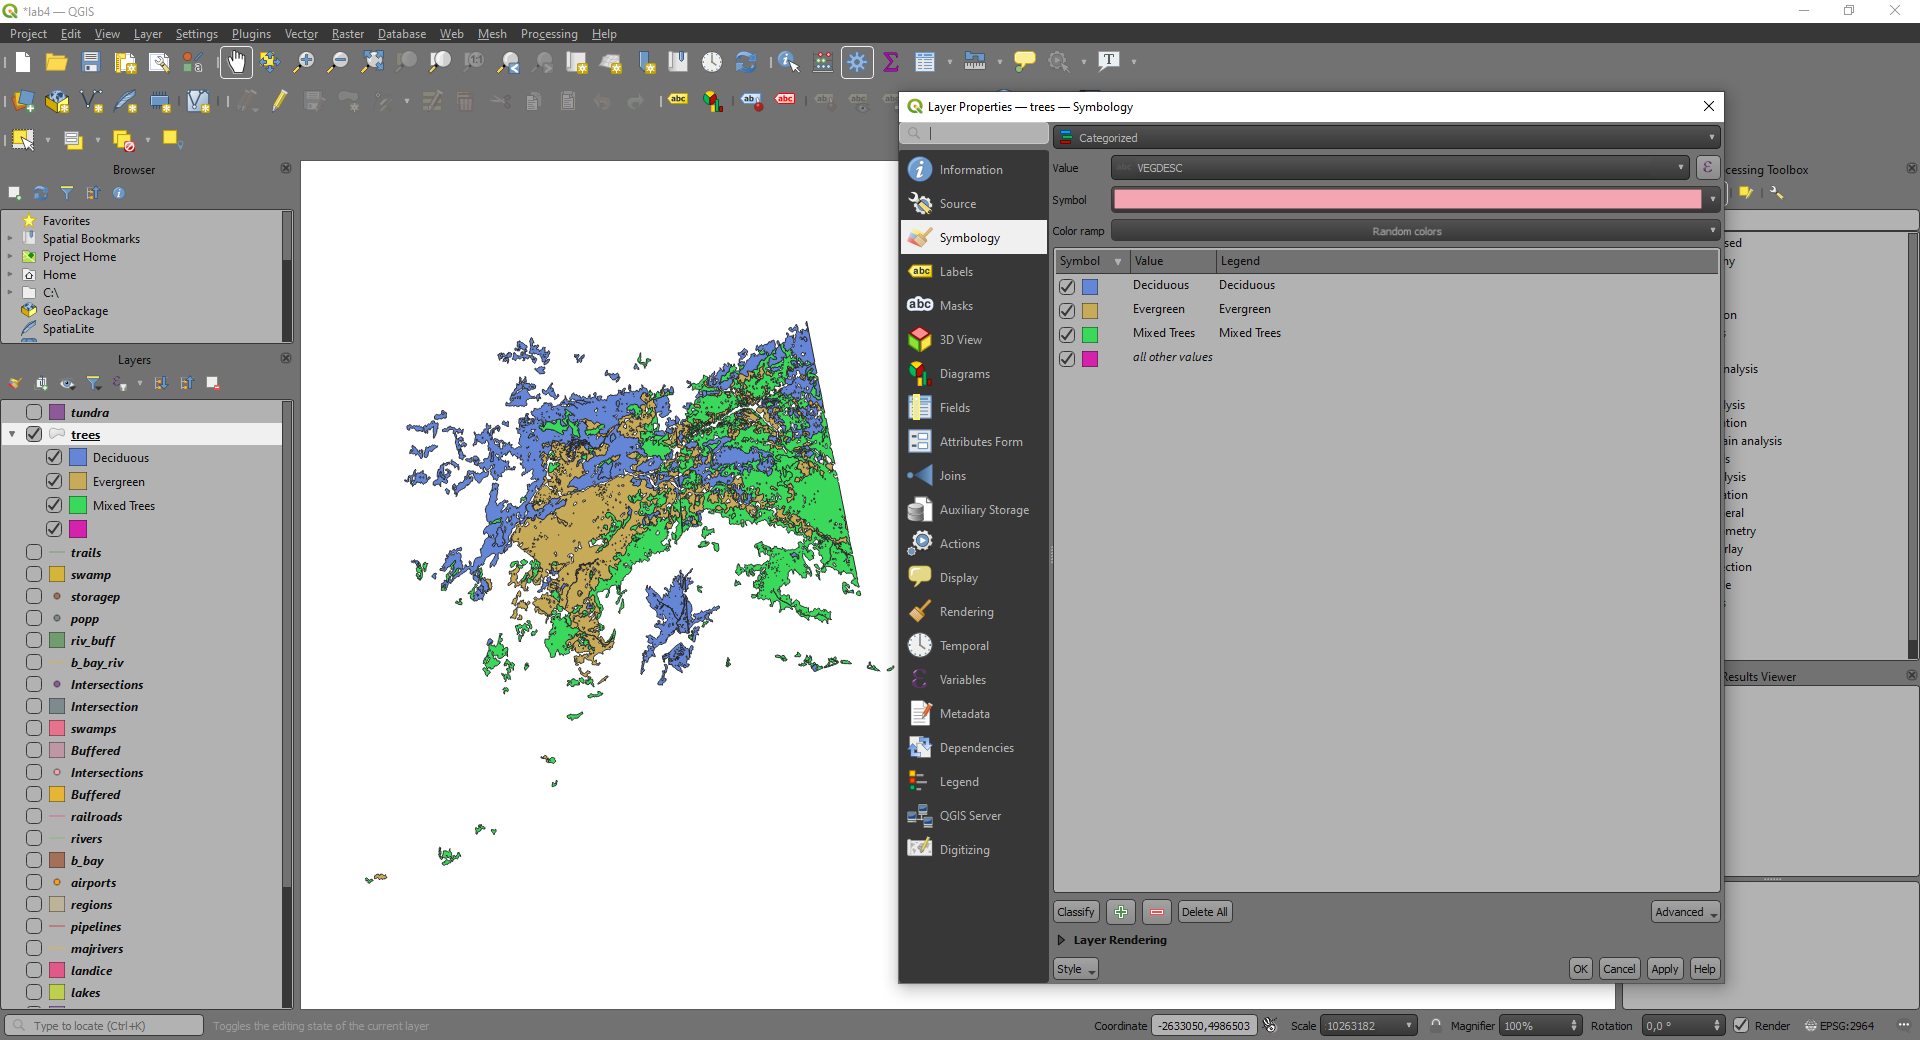 *lab4 — QGIS
Project Edit View Layer Settings Plugins Vector Raster Database Web Mesh Processing Help
Browser
Favorites
Spatial Bookmarks
Project Home
Home
C:\
GeoPackage
SpatiaLite
Layers
tundra
trees
Deciduous
Evergreen
Mixed Trees
trails
swamp
storagep
popp
riv_buff
b_bay_riv
Intersections
Intersection
swamps
Buffered
Intersections
Buffered
railroads
rivers
b_bay
airports
regions
pipelines
majrivers
landice
lakes
Layer Properties — trees — Symbology
Information
Source
Symbology
Labels
Masks
3D View
Diagrams
Fields
Attributes Form
Joins
Auxiliary Storage
Actions
Display
Rendering
Temporal
Variables
Metadata
Dependencies
Legend
QGIS Server
Digitizing
Categorized
Value abc VEGDESC ε
Symbol
Color ramp Random colors
Symbol Value Legend
Deciduous Deciduous
Evergreen Evergreen
Mixed Trees Mixed Trees
all other values
Classify Delete All Advanced
Layer Rendering
Style OK Cancel Apply Help
cessing Toolbox
sed
ny
on
s
nalysis
lysis
tion
ain analysis
s
lysis
ation
eral
metry
rlay
ection
e
s
Results Viewer
Type to locate (Ctrl+K) Toggles the editing state of the current layer Coordinate -2633050,4986503 Scale 10263182 Magnifier 100% Rotation 0,0 ° Render EPSG:2964